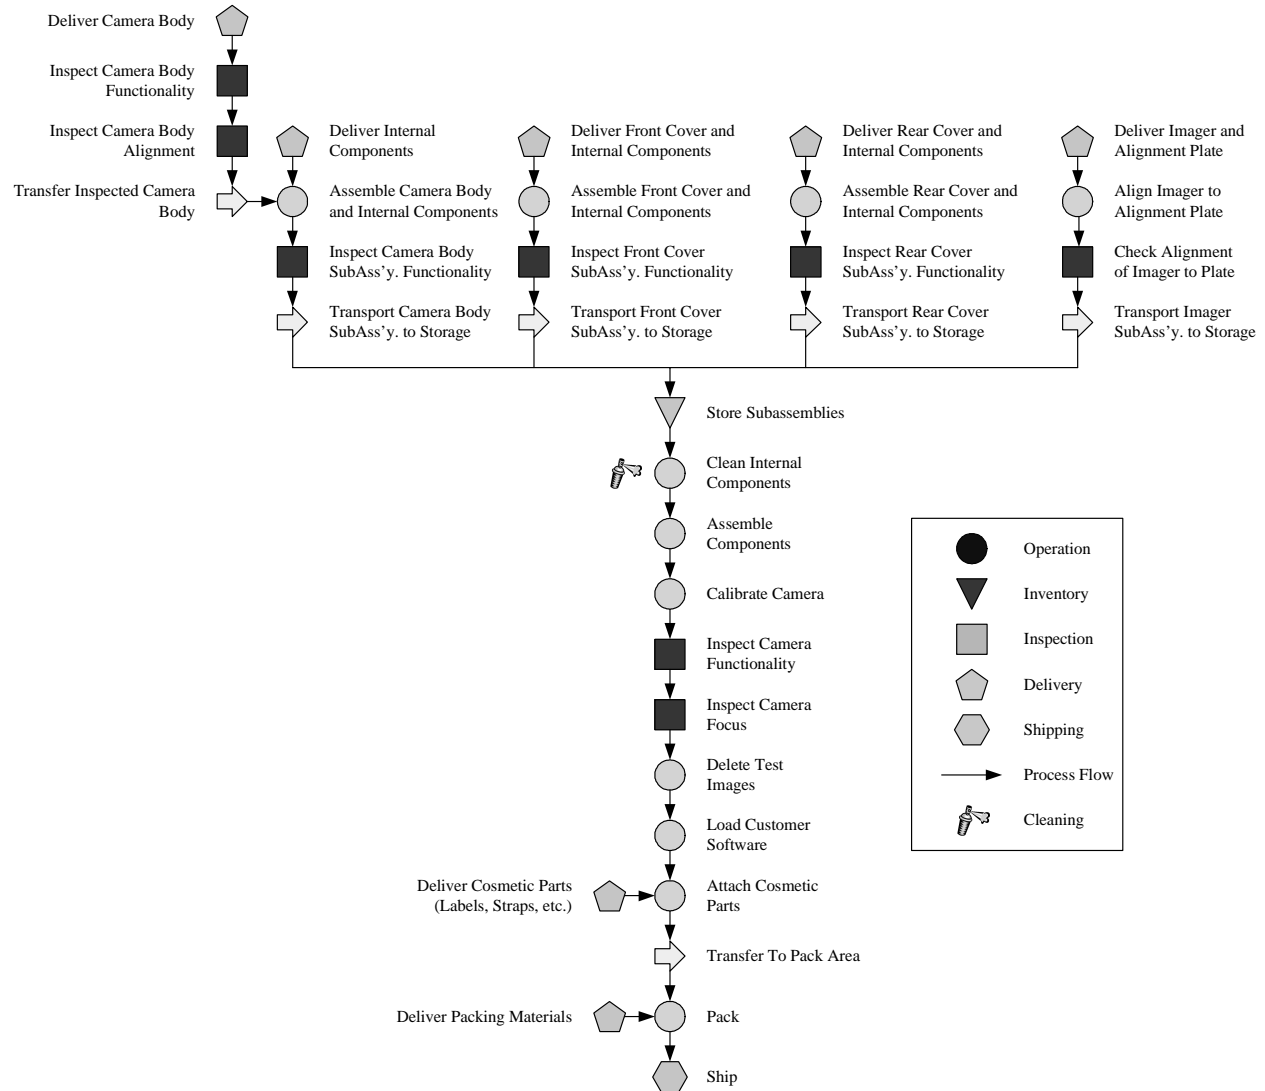 Deliver Camera Body
Inspect Camera Body
Functionality
Inspect Camera Body
Alignment
Transfer Inspected Camera
Body
Deliver Internal
Components
Assemble Camera Body
and Internal Components
Inspect Camera Body
SubAss’y. Functionality
Transport Camera Body
SubAss’y. to Storage
Deliver Front Cover and
Internal Components
Assemble Front Cover and
Internal Components
Inspect Front Cover
SubAss’y. Functionality
Transport Front Cover
SubAss’y. to Storage
Deliver Rear Cover and
Internal Components
Assemble Rear Cover and
Internal Components
Inspect Rear Cover
SubAss’y. Functionality
Transport Rear Cover
SubAss’y. to Storage
Deliver Imager and
Alignment Plate
Align Imager to
Alignment Plate
Check Alignment
of Imager to Plate
Transport Imager
SubAss’y. to Storage
Store Subassemblies
Clean Internal
Components
Assemble
Components
Calibrate Camera
Inspect Camera
Functionality
Inspect Camera
Focus
Delete Test
Images
Load Customer
Software
Deliver Cosmetic Parts
(Labels, Straps, etc.)
Attach Cosmetic
Parts
Transfer To Pack Area
Deliver Packing Materials
Pack
Ship
Operation
Inventory
Inspection
Delivery
Shipping
Process Flow
Cleaning